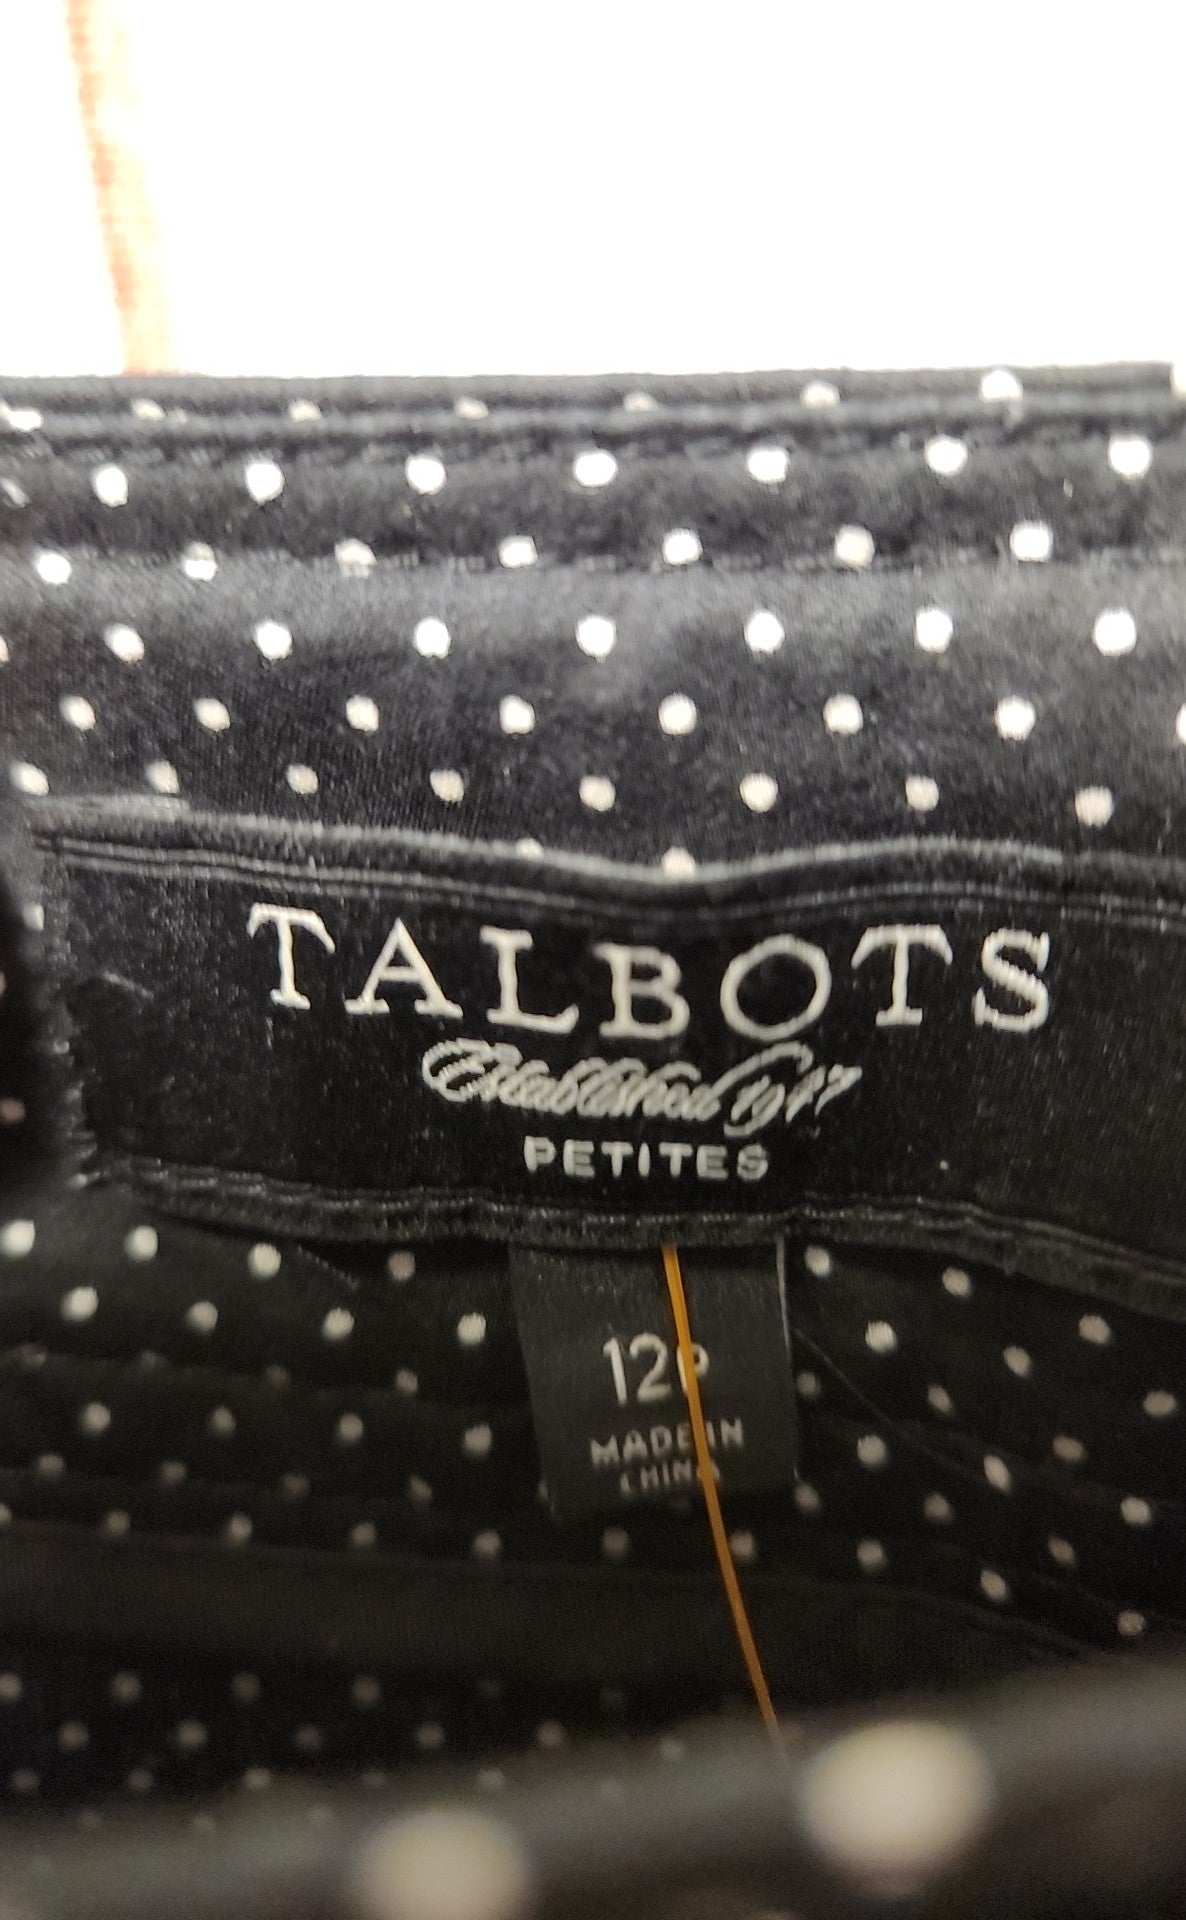 TALBOTS
Established 1947
PETITES
12P
MADE IN
CHINA